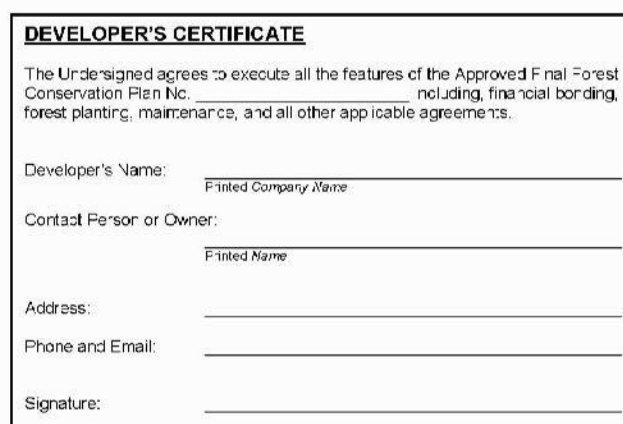 DEVELOPER'S CERTIFICATE
The Undersigned agrees to execute all the features of the Approved Final Forest
Conservation Plan No. ____________________ including, financial bonding,
forest planting, maintenance, and all other applicable agreements.
Developer's Name:
Printed Company Name
Contact Person or Owner:
Printed Name
Address:
Phone and Email:
Signature: